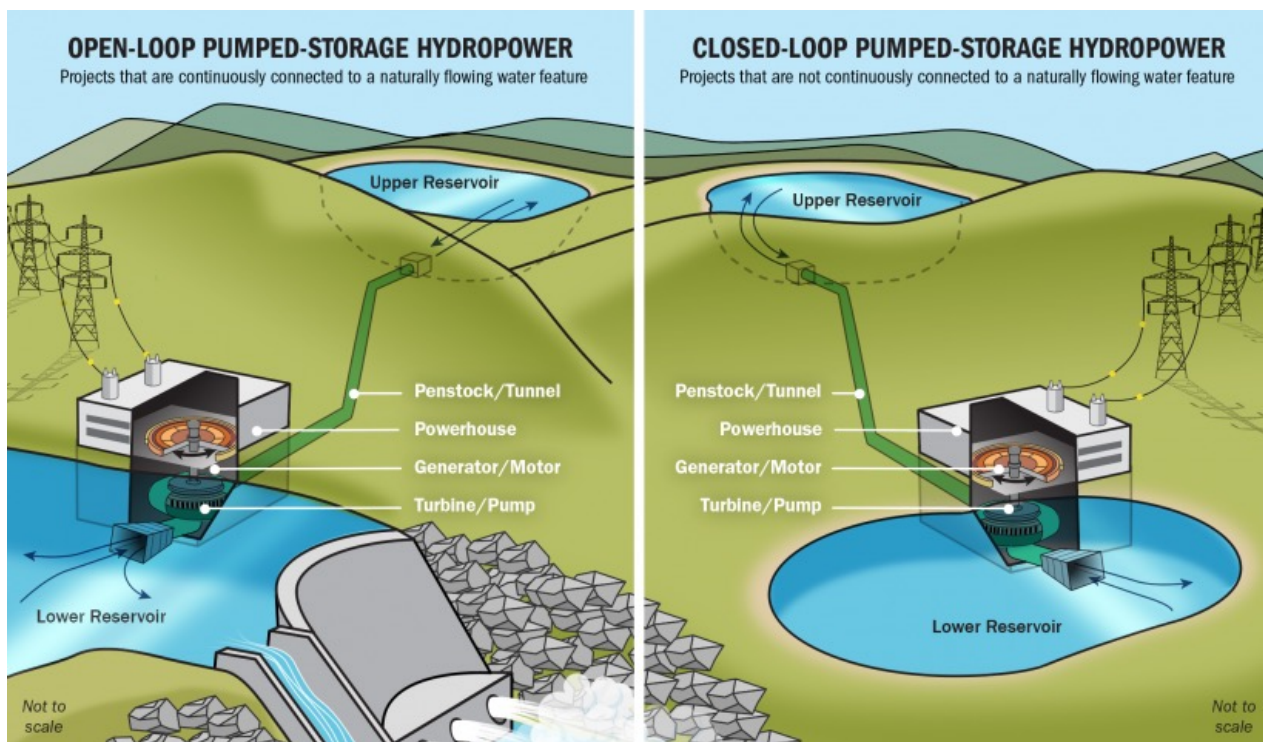 OPEN-LOOP PUMPED-STORAGE HYDROPOWER
Projects that are continuously connected to a naturally flowing water feature
Upper Reservoir
Penstock/Tunnel
Powerhouse
Generator/Motor
Turbine/Pump
Lower Reservoir
Not to
scale
CLOSED-LOOP PUMPED-STORAGE HYDROPOWER
Projects that are not continuously connected to a naturally flowing water feature
Upper Reservoir
Penstock/Tunnel
Powerhouse
Generator/Motor
Turbine/Pump
Lower Reservoir
Not to
scale